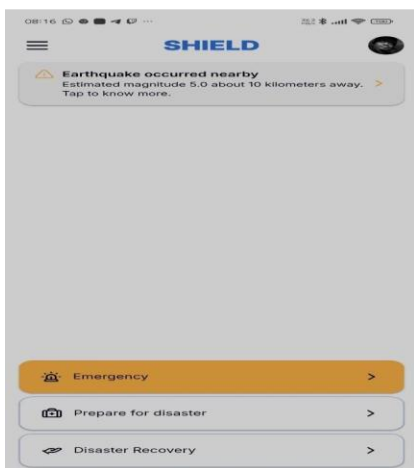 08:16
SHIELD
Earthquake occurred nearby
Estimated magnitude 5.0 about 10 kilometers away.
Tap to know more.
Emergency
Prepare for disaster
Disaster Recovery